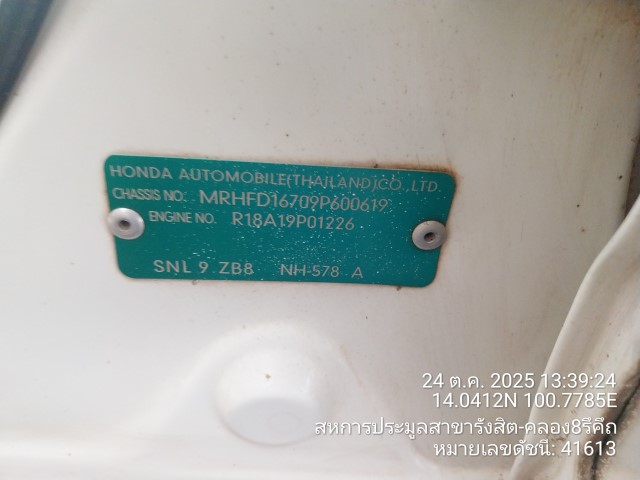 HONDA AUTOMOBILE(THAILAND)CO.,LTD.
CHASSIS NO. MRHFD16709P600619
ENGINE NO. R18A19P01226
SNL 9 ZB8 NH-578 A
24 ต.ค. 2025 13:39:24
14.0412N 100.7785E
สหการประมูลสาขารังสิต-คลอง8รีคึถ
หมายเลขดัชนี: 41613